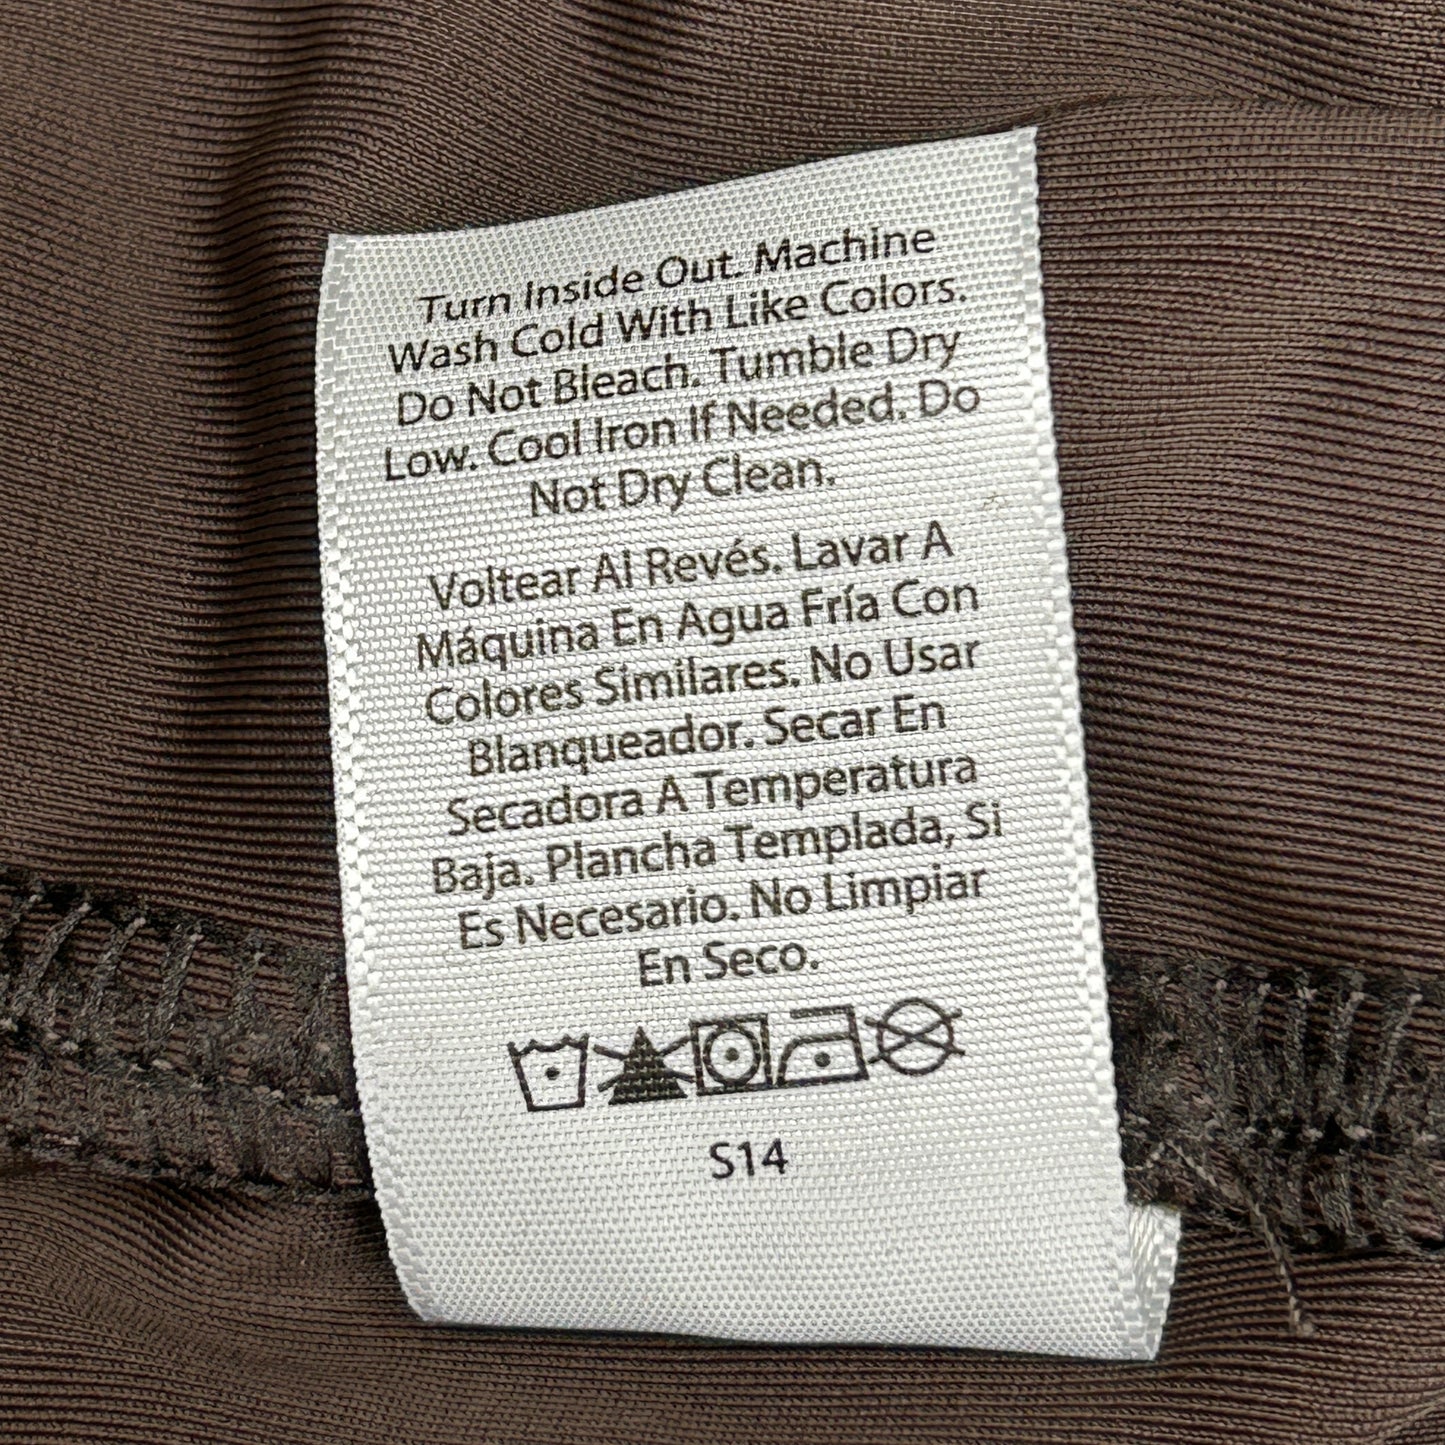 Turn Inside Out. Machine
Wash Cold With Like Colors.
Do Not Bleach. Tumble Dry
Low. Cool Iron If Needed. Do
Not Dry Clean.
Voltear Al Revés. Lavar A
Máquina En Agua Fría Con
Colores Similares. No Usar
Blanqueador. Secar En
Secadora A Temperatura
Baja. Plancha Templada, Si
Es Necesario. No Limpiar
En Seco.
S14